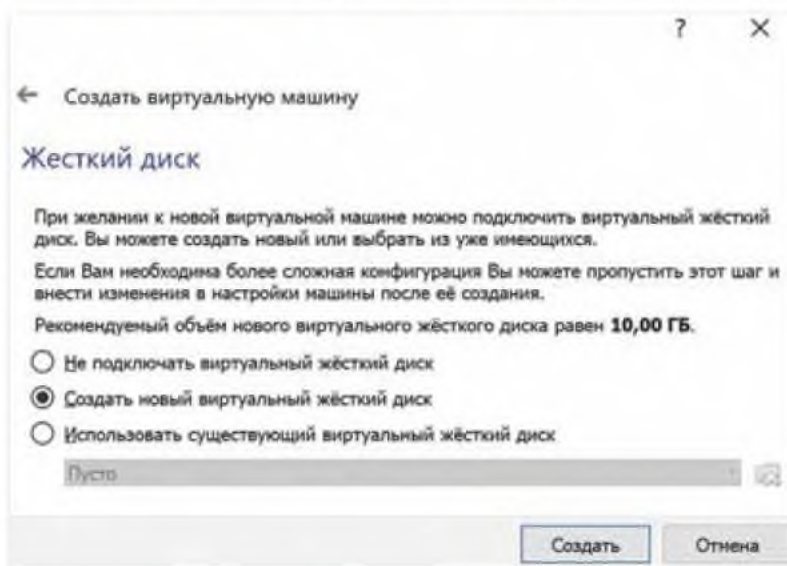 ?
Создать виртуальную машину
Жесткий диск
При желании к новой виртуальной машине можно подключить виртуальный жёсткий
диск. Вы можете создать новый или выбрать из уже имеющихся.
Если Вам необходима более сложная конфигурация Вы можете пропустить этот шаг и
внести изменения в настройки машины после её создания.
Рекомендуемый объём нового виртуального жёсткого диска равен 10,00 ГБ.
Не подключать виртуальный жёсткий диск
Создать новый виртуальный жёсткий диск
Использовать существующий виртуальный жёсткий диск
Пусто
Создать Отмена